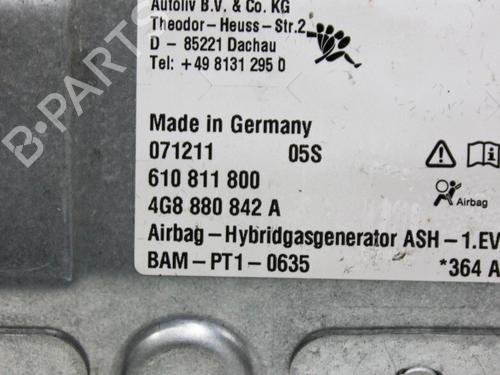 Autoliv B.V. & Co. KG
Theodor-Heuss-Str.2
D - 85221 Dachau
Tel: +49 8131 295 0
Made in Germany
071211 05S
610 811 800
4G8 880 842 A
Airbag
Airbag-Hybridgasgenerator ASH-1.EV
BAM-PT1-0635 *364 A